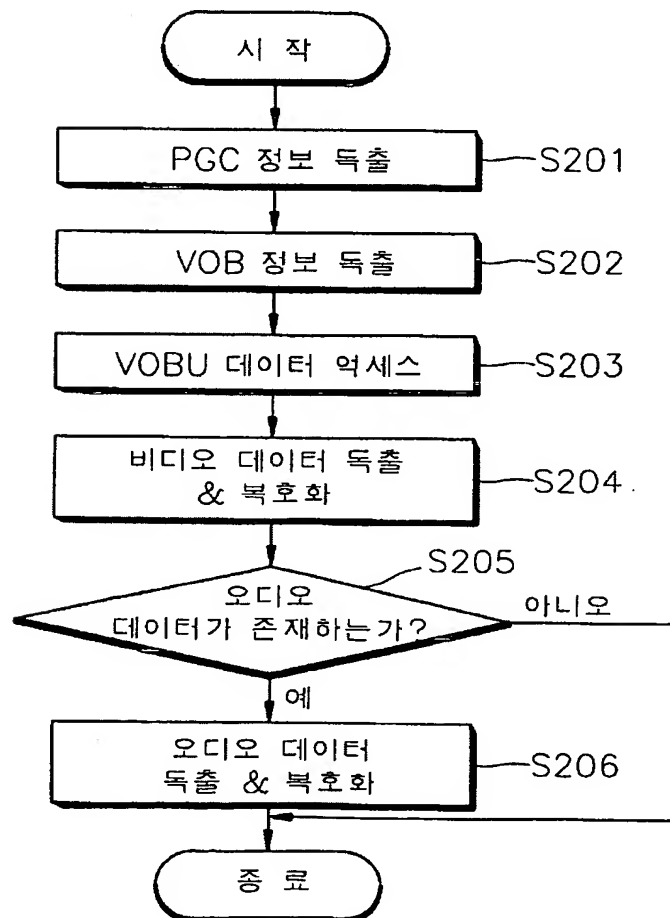 시 작
PGC 정보 독출
S201
VOB 정보 독출
S202
VOBU 데이터 억세스
S203
비디오 데이터 독출
& 복호화
S204
S205
오디오
데이터가 존재하는가?
아니오
예
오디오 데이터
독출 & 복호화
S206
종 료